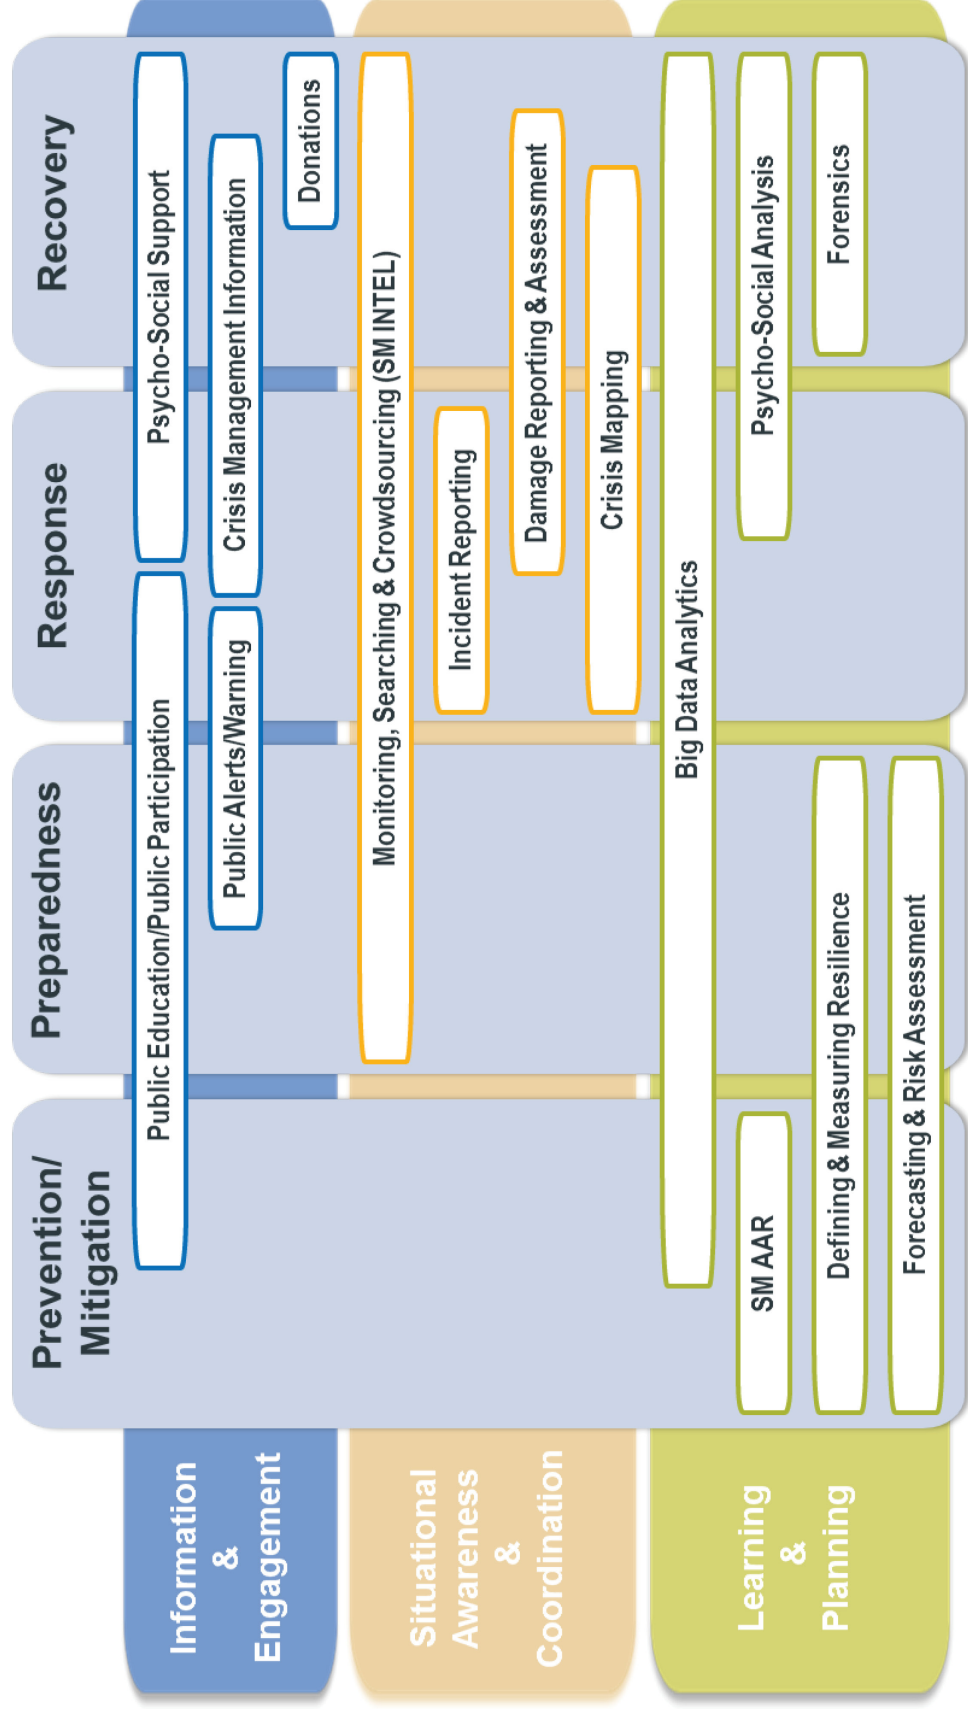 Prevention/
Mitigation
Preparedness
Response
Recovery
Information
&
Engagement
Public Education/Public Participation
Psycho-Social Support
Public Alerts/Warning
Crisis Management Information
Donations
Situational
Awareness
&
Coordination
Monitoring, Searching & Crowdsourcing (SM INTEL)
Incident Reporting
Damage Reporting & Assessment
Crisis Mapping
Learning
&
Planning
Big Data Analytics
SM AAR
Psycho-Social Analysis
Defining & Measuring Resilience
Forensics
Forecasting & Risk Assessment